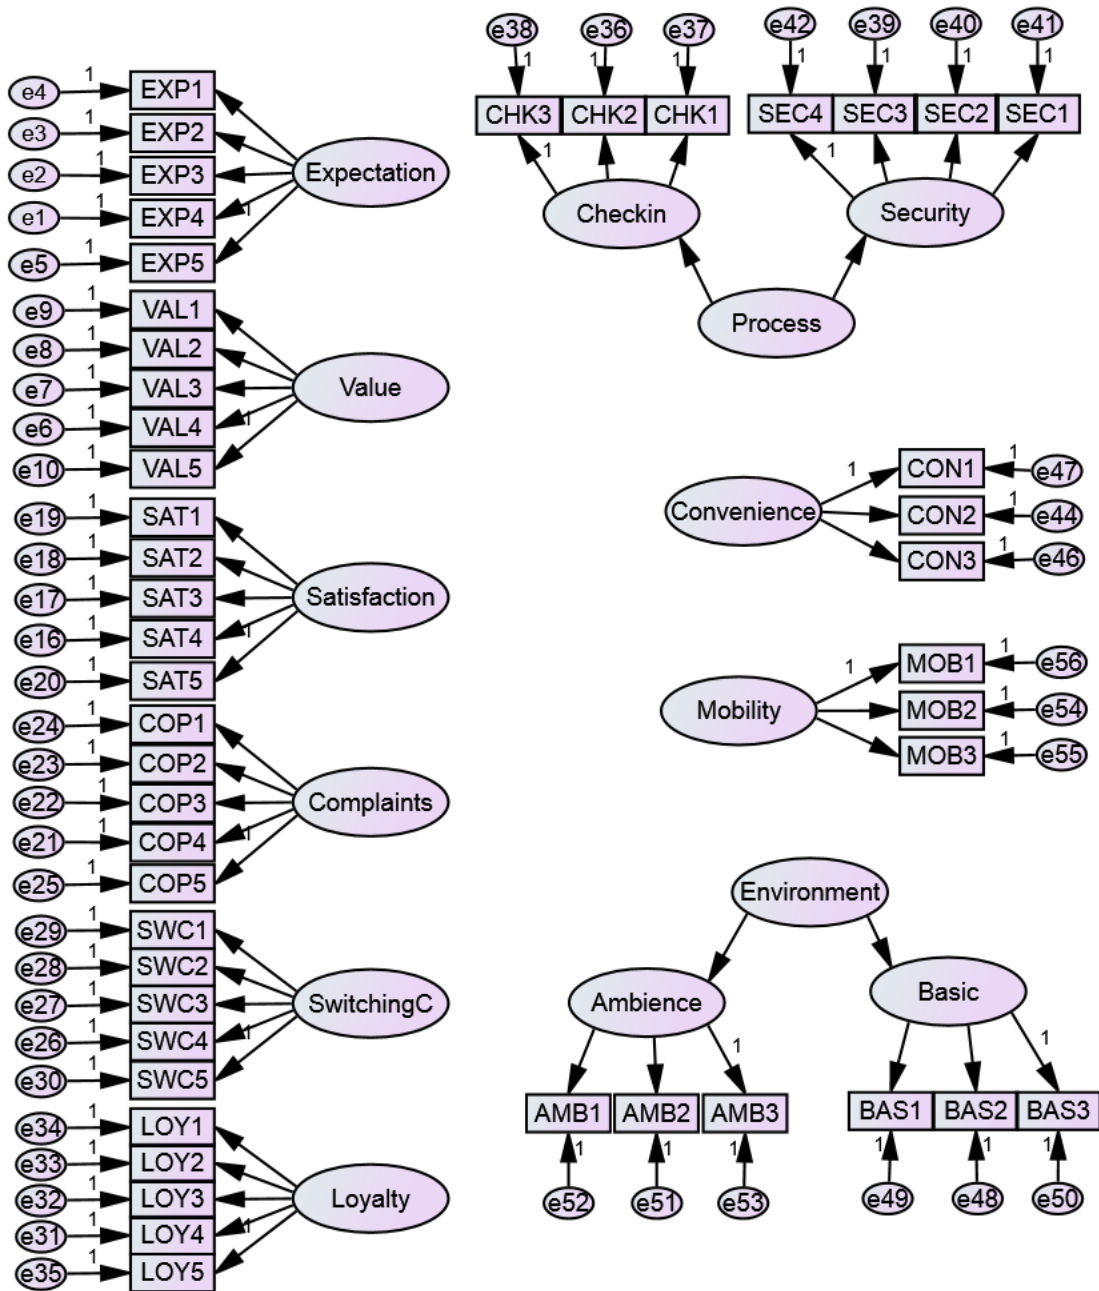 e38 e36 e37 e42 e39 e40 e41
1 1 1 1 1 1 1
CHK3 CHK2 CHK1 SEC4 SEC3 SEC2 SEC1
1 1
Checkin Security
Process
e4 1 EXP1
e3 1 EXP2
e2 1 EXP3 Expectation
e1 1 EXP4 1
e5 1 EXP5
e9 1 VAL1
e8 1 VAL2
e7 1 VAL3 Value
e6 1 VAL4 1
e10 1 VAL5
e19 1 SAT1
e18 1 SAT2
e17 1 SAT3 Satisfaction
e16 1 SAT4 1
e20 1 SAT5
e24 1 COP1
e23 1 COP2
e22 1 COP3 Complaints
e21 1 COP4 1
e25 1 COP5
e29 1 SWC1
e28 1 SWC2
e27 1 SWC3 SwitchingC
e26 1 SWC4 1
e30 1 SWC5
e34 1 LOY1
e33 1 LOY2
e32 1 LOY3 Loyalty
e31 1 LOY4 1
e35 1 LOY5
1 CON1 1 e47
Convenience CON2 1 e44
CON3 1 e46
1 MOB1 1 e56
Mobility MOB2 1 e54
MOB3 1 e55
Environment
Ambience Basic
1 1
AMB1 AMB2 AMB3 BAS1 BAS2 BAS3
1 1 1 1 1 1
e52 e51 e53 e49 e48 e50